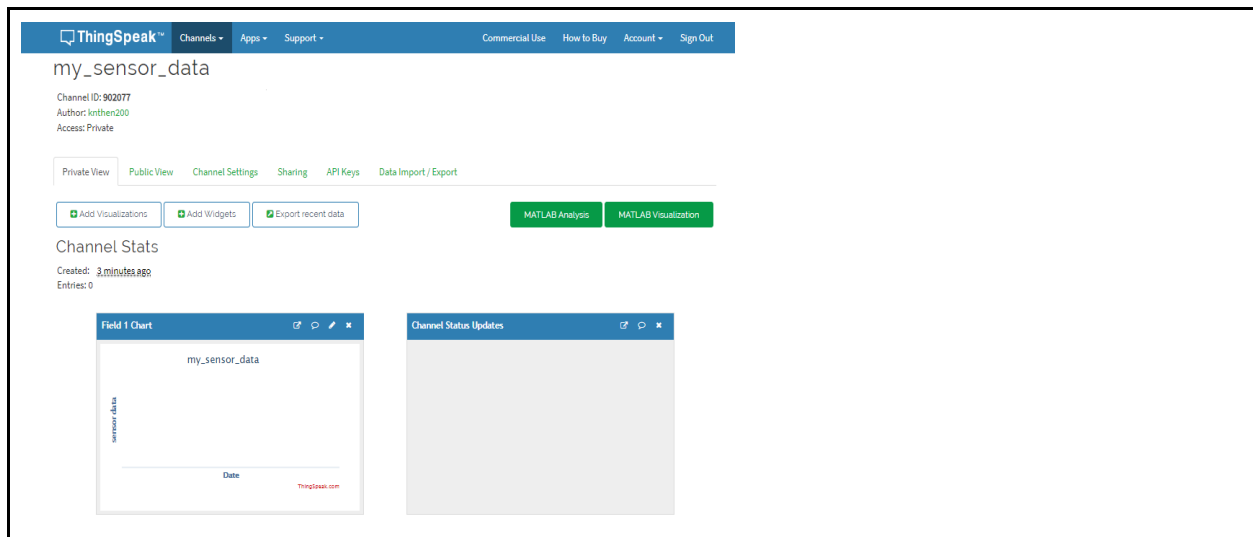 ThingSpeak™ Channels Apps Support Commercial Use How to Buy Account Sign Out
my_sensor_data
Channel ID: 902077
Author: knthen200
Access: Private
Private View Public View Channel Settings Sharing API Keys Data Import / Export
Add Visualizations Add Widgets Export recent data MATLAB Analysis MATLAB Visualization
Channel Stats
Created: 3 minutes ago
Entries: 0
Field 1 Chart
my_sensor_data
sensor data
Date
ThingSpeak.com
Channel Status Updates